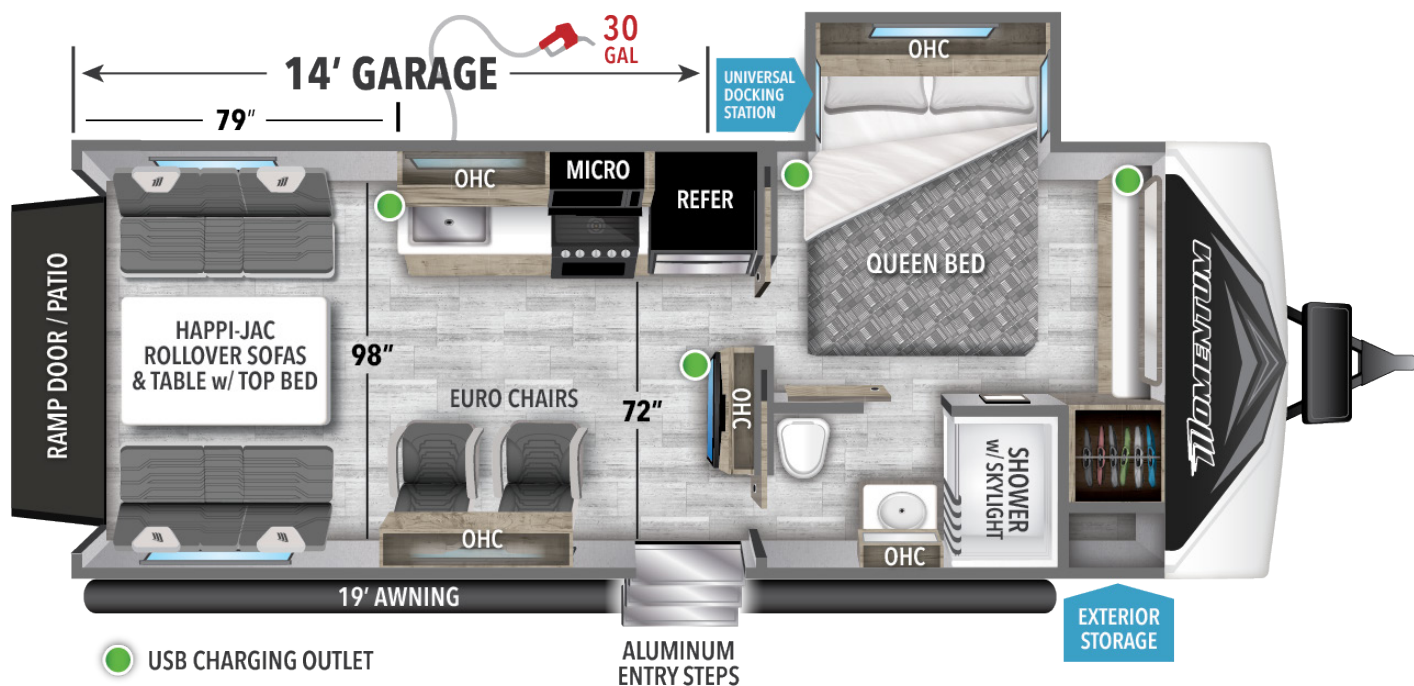 30
GAL
14' GARAGE
79"
UNIVERSAL
DOCKING
STATION
OHC
OHC
MICRO
REFER
QUEEN BED
RAMP DOOR / PATIO
HAPPI-JAC
ROLLOVER SOFAS
& TABLE w/ TOP BED
98"
EURO CHAIRS
72"
OHC
SHOWER
w/ SKYLIGHT
MOMENTUM
OHC
OHC
19' AWNING
EXTERIOR
STORAGE
USB CHARGING OUTLET
ALUMINUM
ENTRY STEPS